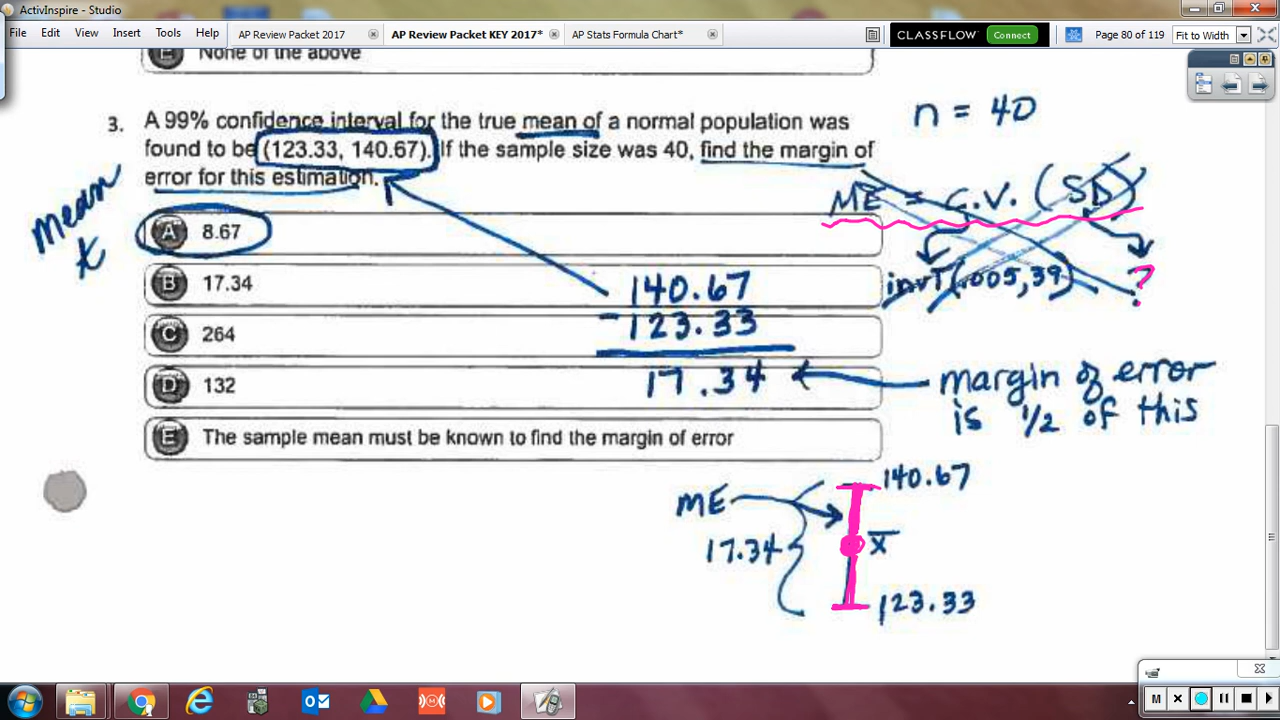 ActivInspire - Studio
File Edit View Insert Tools Help
AP Review Packet 2017
AP Review Packet KEY 2017*
AP Stats Formula Chart*
CLASSFLOW Connect
Page 80 of 119
Fit to Width
E None of the above
3. A 99% confidence interval for the true mean of a normal population was
found to be (123.33, 140.67). If the sample size was 40, find the margin of
error for this estimation.
mean
t
n = 40
ME = C.V. (SD)
invT(.005,39)
?
A 8.67
B 17.34
C 264
D 132
E The sample mean must be known to find the margin of error
140.67
-123.33
17.34
margin of error
is 1/2 of this
ME
17.34
140.67
x̄
123.33
M